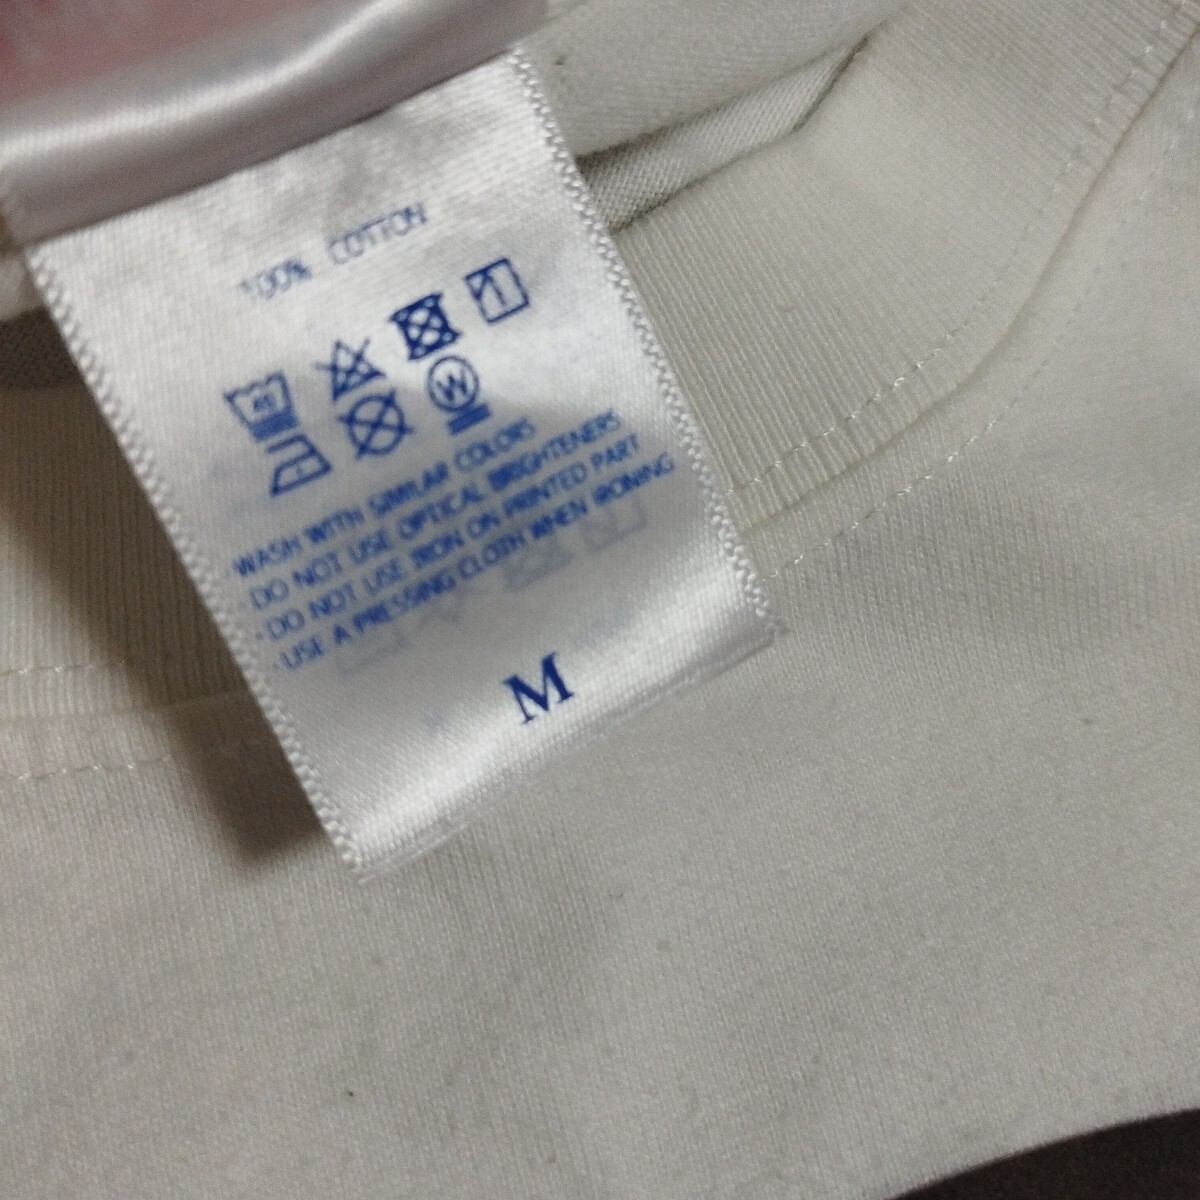 100% COTTON
W
WASH WITH SIMILAR COLORS
· DO NOT USE OPTICAL BRIGHTENERS
· DO NOT USE IRON ON PRINTED PART
· USE A PRESSING CLOTH WHEN IRONING
M